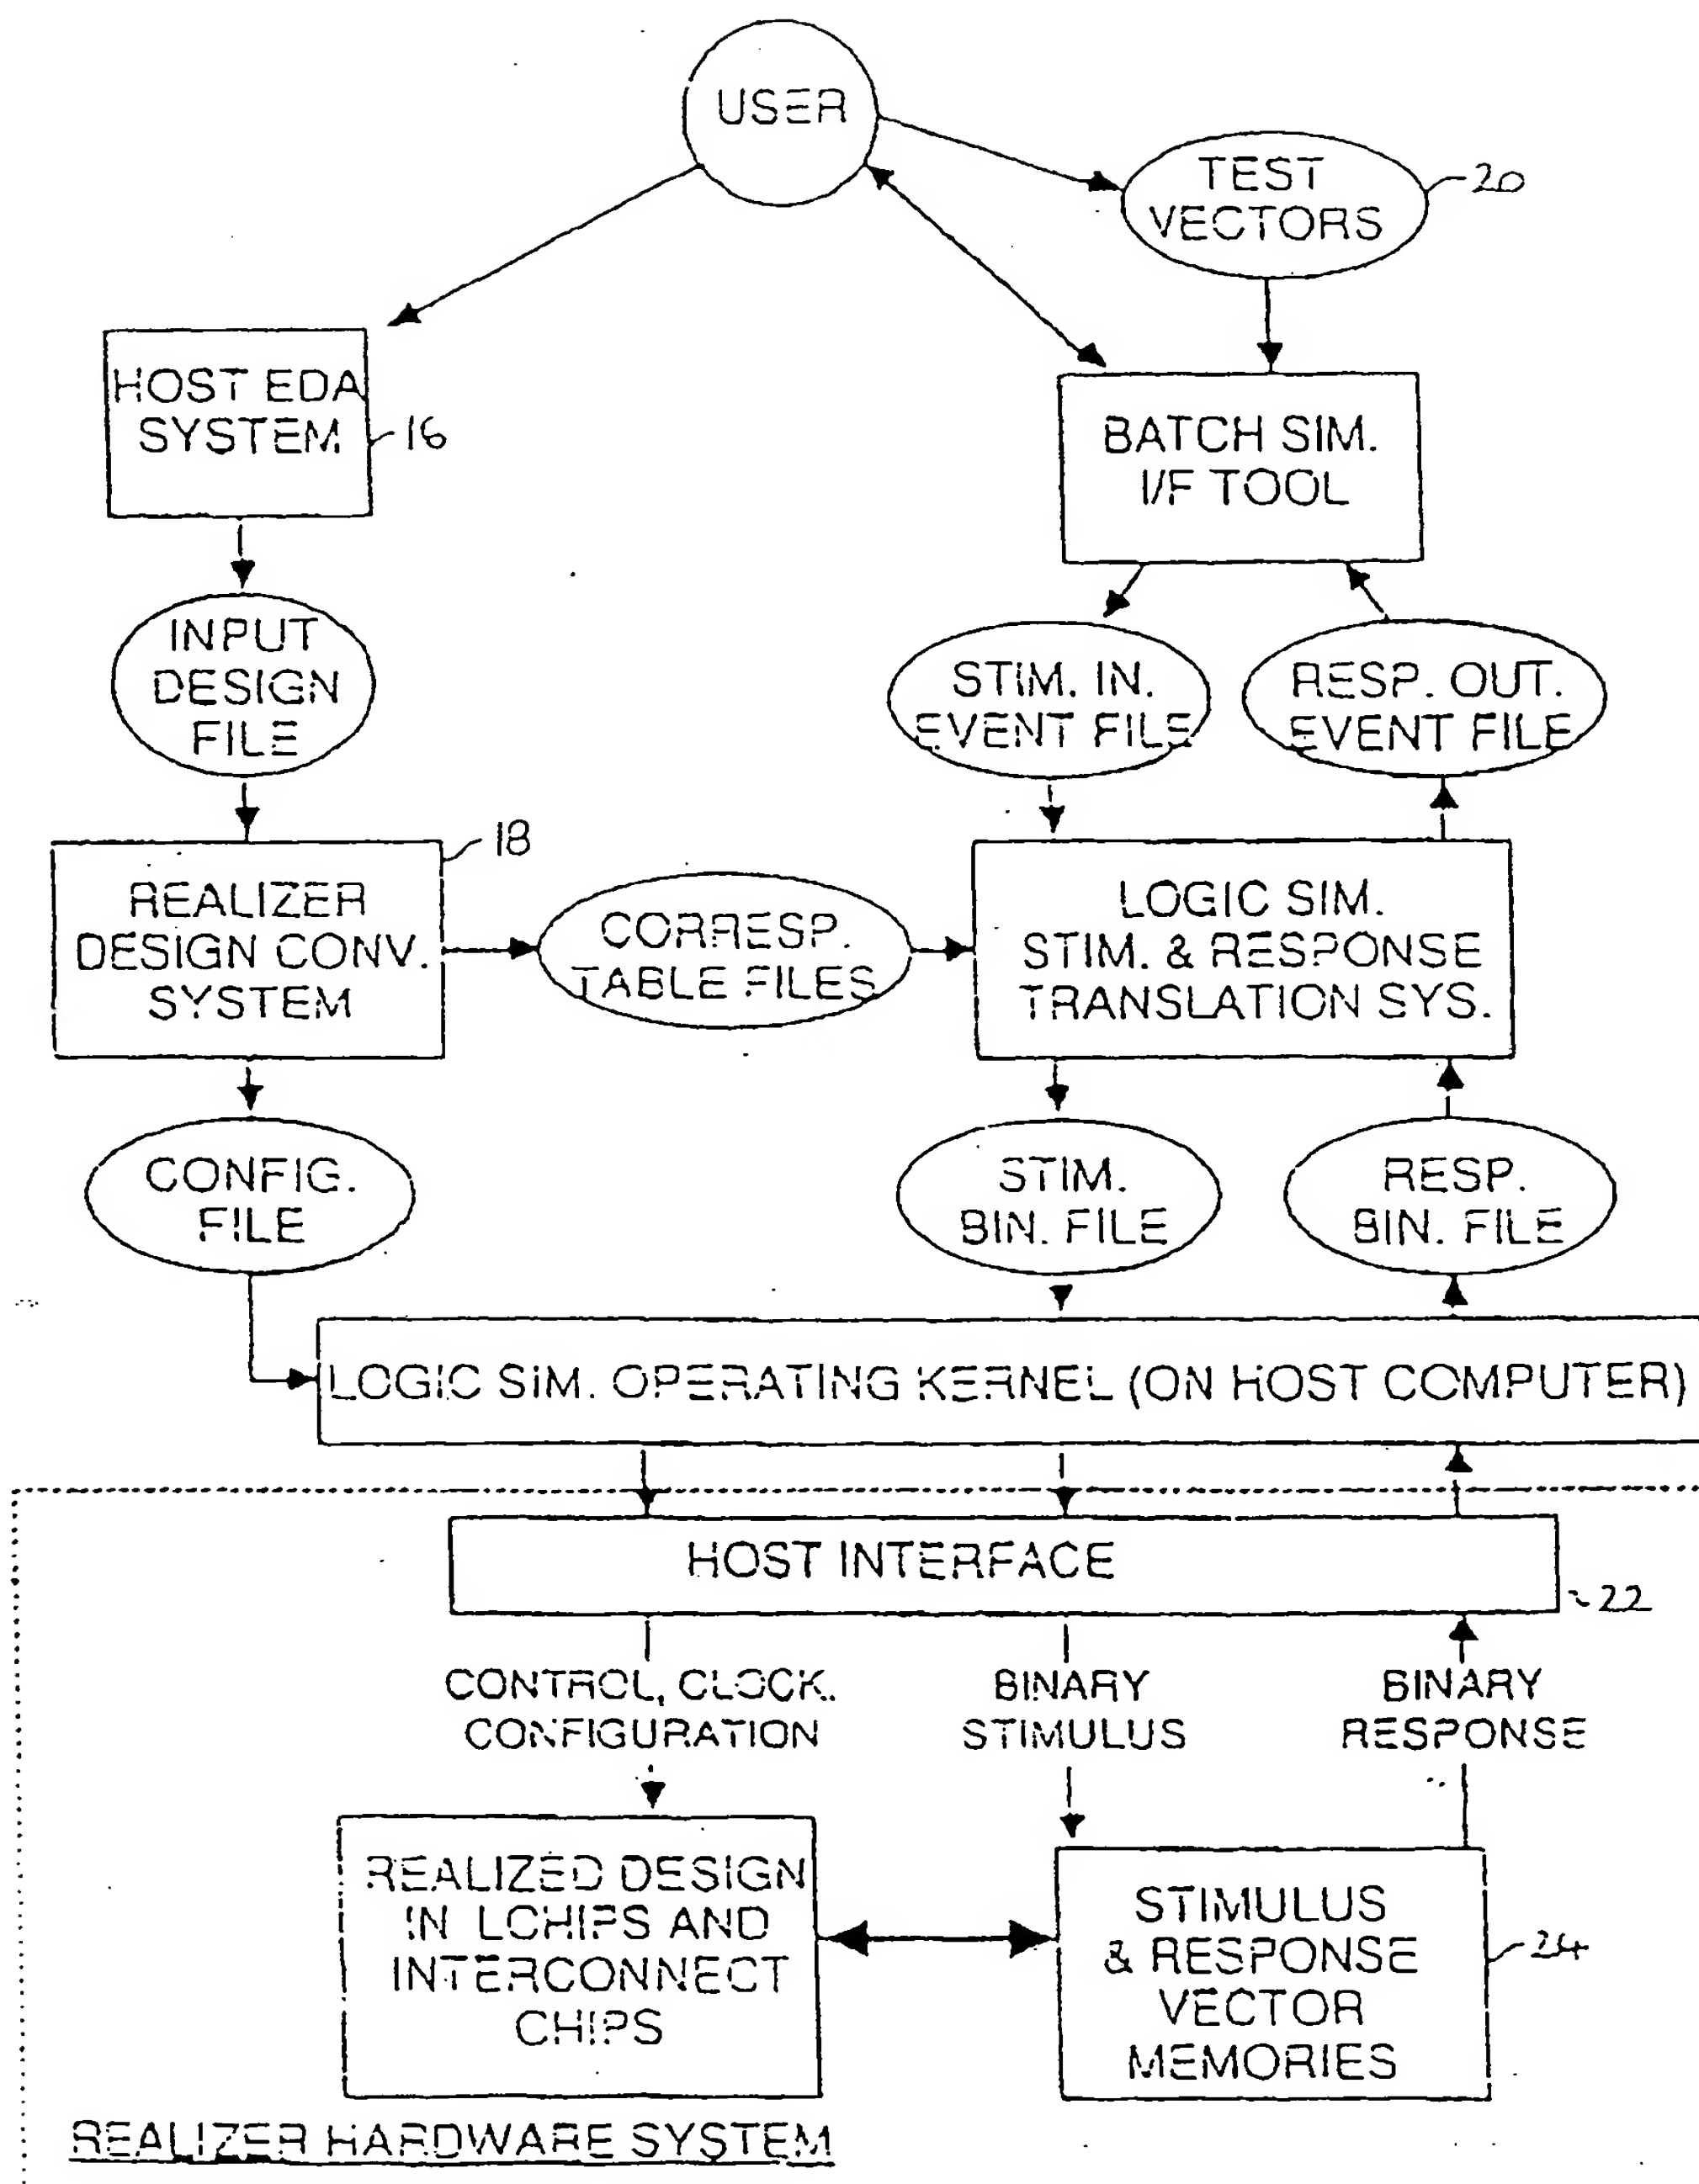 USER
TEST
VECTORS
20
HOST EDA
SYSTEM
16
BATCH SIM.
I/F TOOL
INPUT
DESIGN
FILE
STIM. IN.
EVENT FILE
RESP. OUT.
EVENT FILE
18
REALIZER
DESIGN CONV.
SYSTEM
CORRESP.
TABLE FILES
LOGIC SIM.
STIM. & RESPONSE
TRANSLATION SYS.
CONFIG.
FILE
STIM.
BIN. FILE
RESP.
BIN. FILE
LOGIC SIM. OPERATING KERNEL (ON HOST COMPUTER)
HOST INTERFACE
22
CONTROL, CLOCK.
CONFIGURATION
BINARY
STIMULUS
BINARY
RESPONSE
REALIZED DESIGN
IN LCHIPS AND
INTERCONNECT
CHIPS
STIMULUS
& RESPONSE
VECTOR
MEMORIES
24
REALIZER HARDWARE SYSTEM